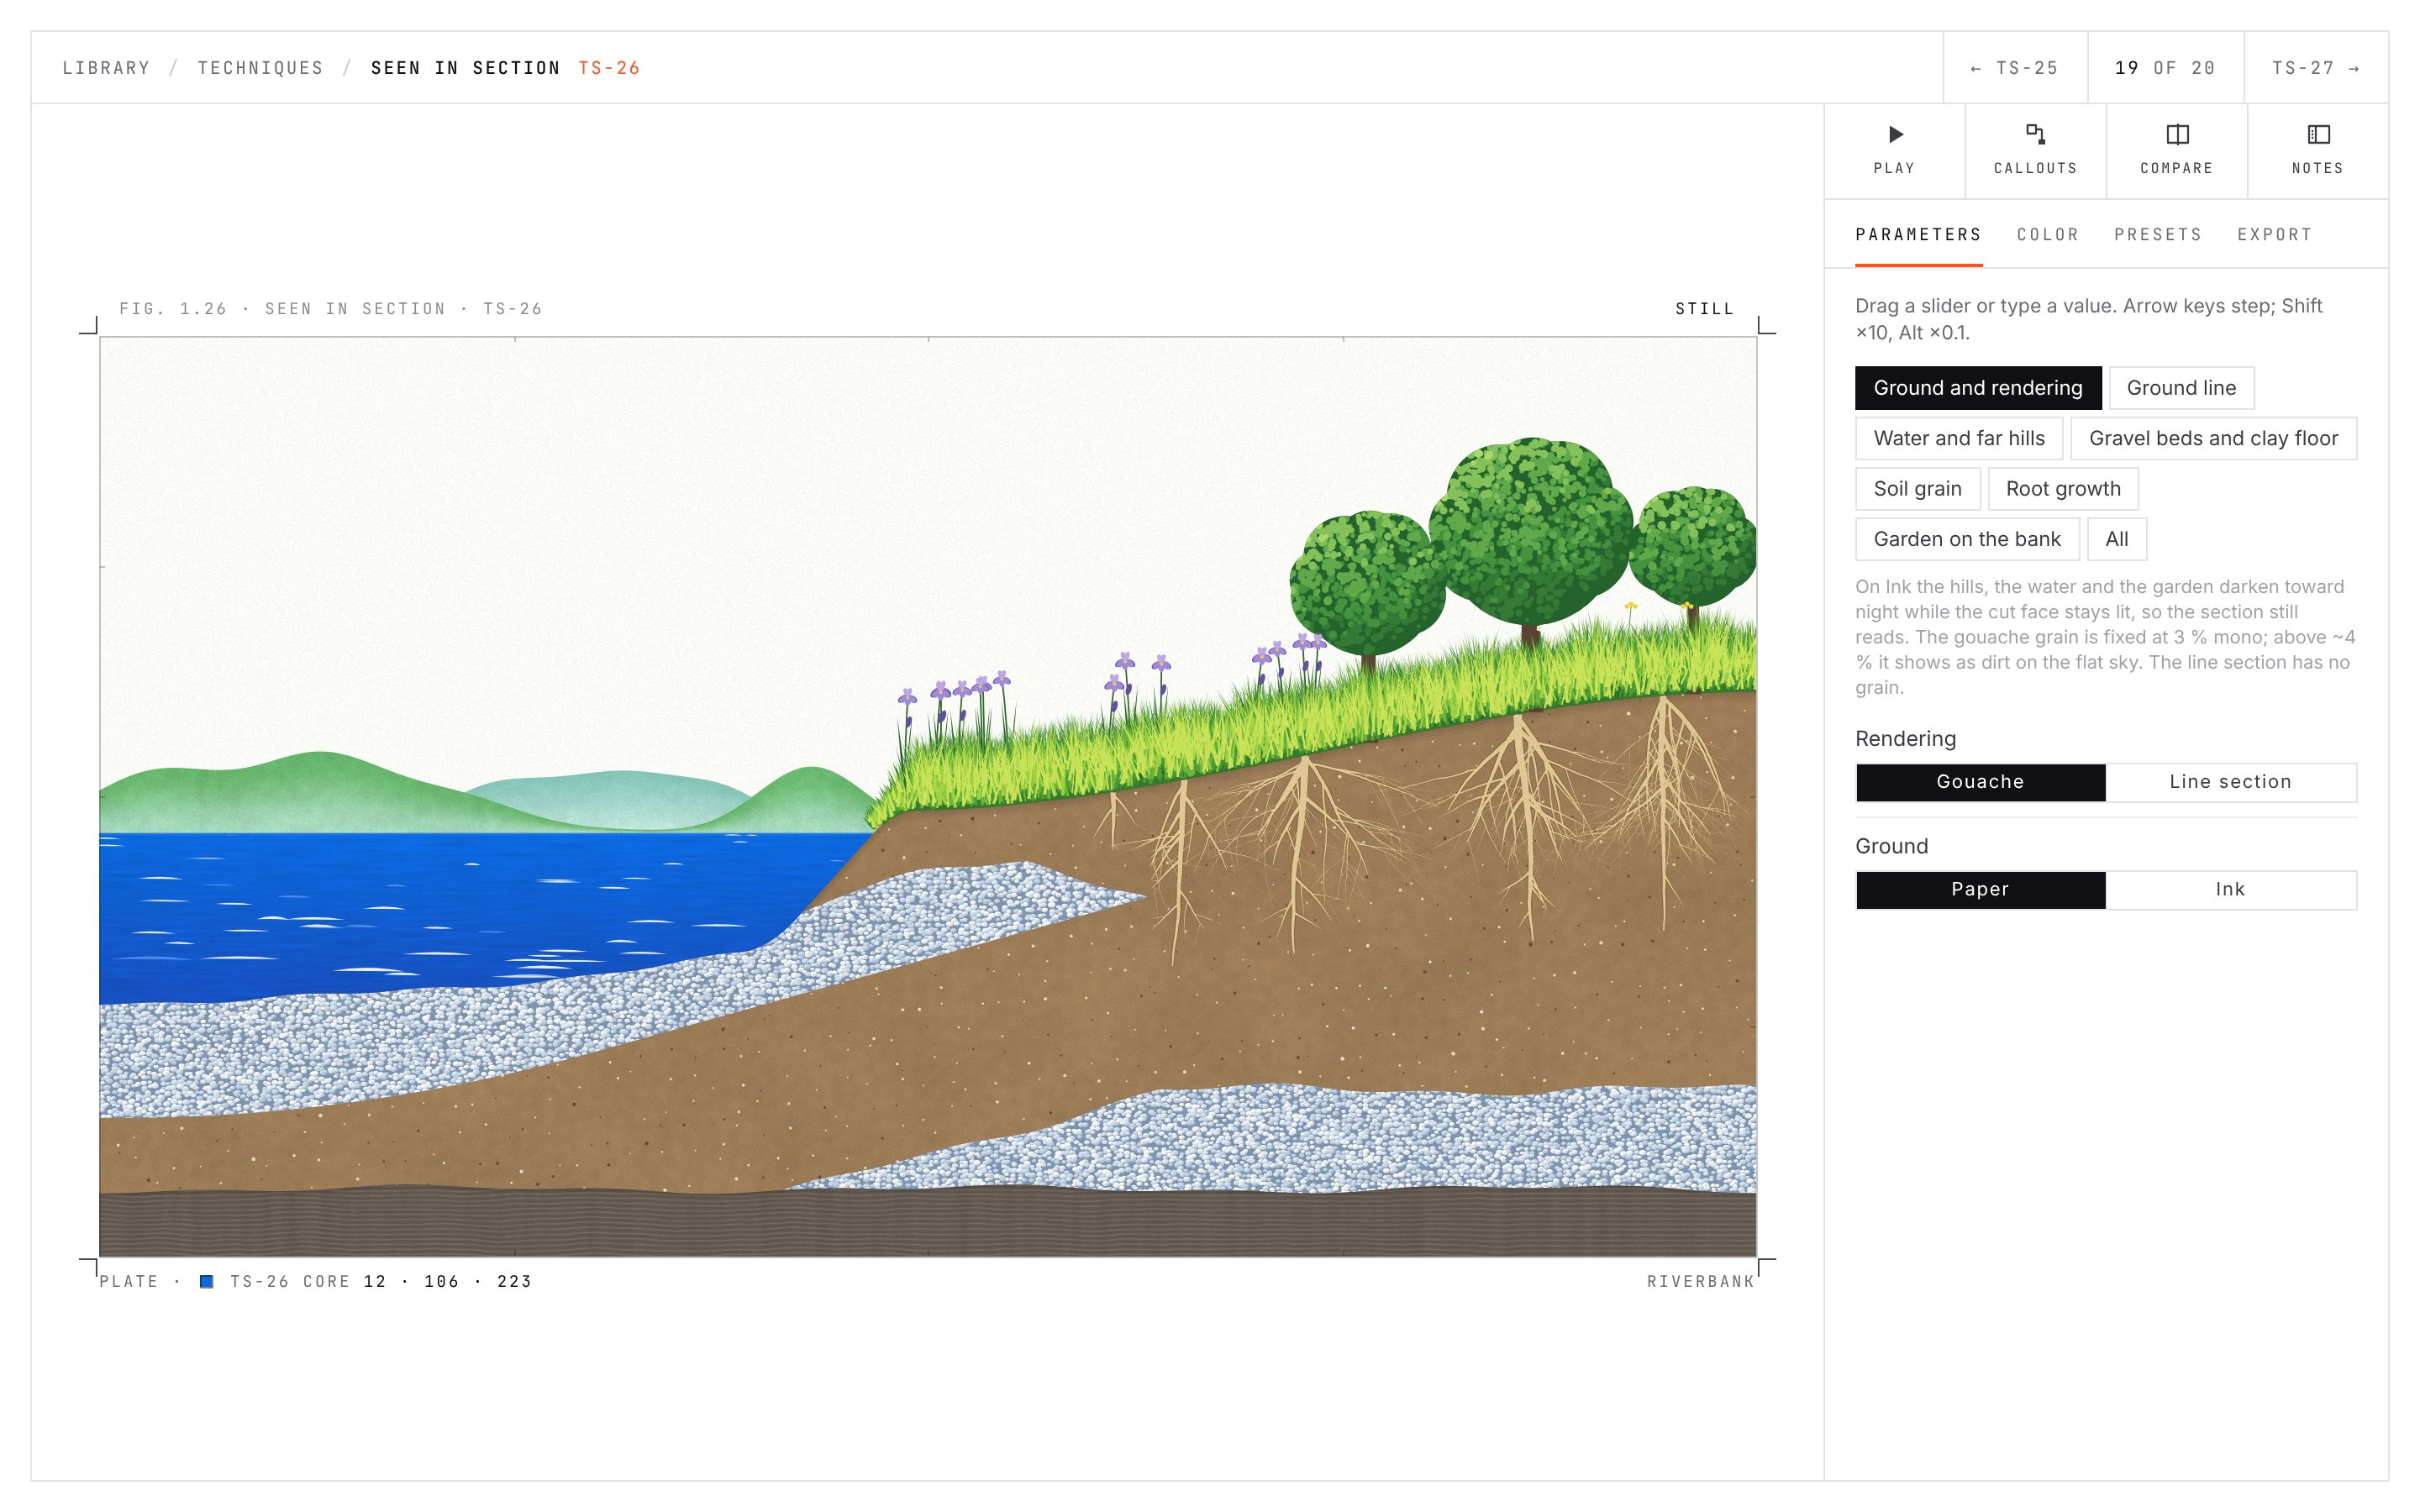 LIBRARY / TECHNIQUES / SEEN IN SECTION TS-26
← TS-25
19 OF 20
TS-27 →
PLAY
CALLOUTS
COMPARE
NOTES
PARAMETERS
COLOR
PRESETS
EXPORT
FIG. 1.26 · SEEN IN SECTION · TS-26
STILL
Drag a slider or type a value. Arrow keys step; Shift
×10, Alt ×0.1.
Ground and rendering
Ground line
Water and far hills
Gravel beds and clay floor
Soil grain
Root growth
Garden on the bank
All
On Ink the hills, the water and the garden darken toward
night while the cut face stays lit, so the section still
reads. The gouache grain is fixed at 3 % mono; above ~4
% it shows as dirt on the flat sky. The line section has no
grain.
Rendering
Gouache
Line section
Ground
Paper
Ink
PLATE · TS-26 CORE 12 · 106 · 223
RIVERBANK